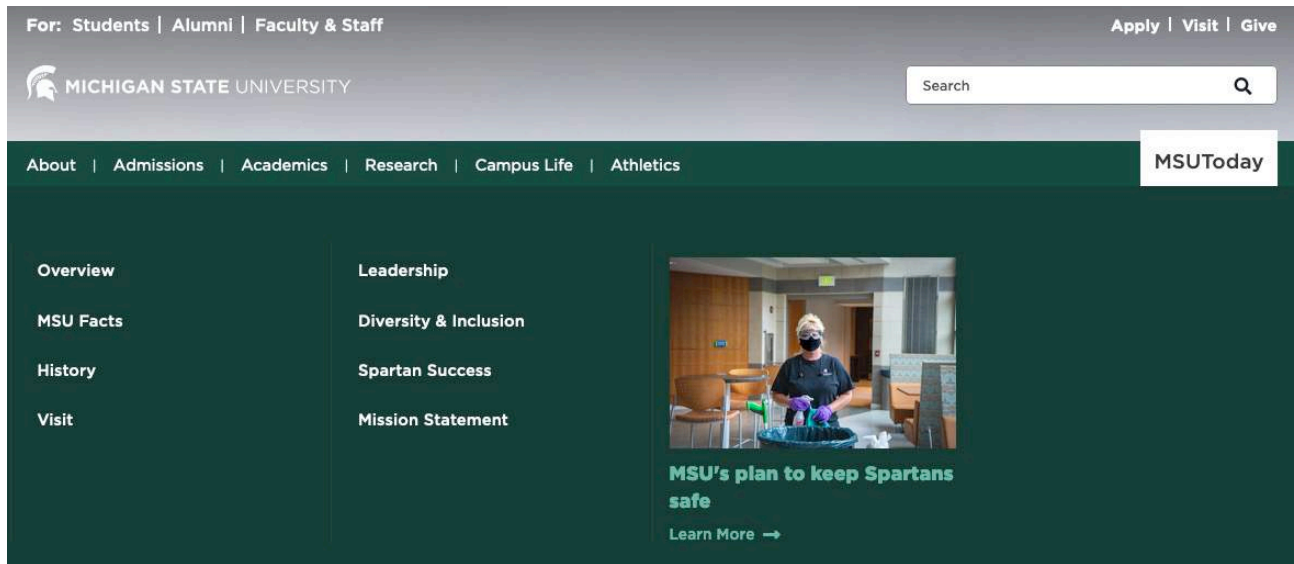 For: Students | Alumni | Faculty & Staff
Apply | Visit | Give
MICHIGAN STATE UNIVERSITY
Search
About | Admissions | Academics | Research | Campus Life | Athletics
MSUToday
Overview
MSU Facts
History
Visit
Leadership
Diversity & Inclusion
Spartan Success
Mission Statement
MSU's plan to keep Spartans
safe
Learn More →